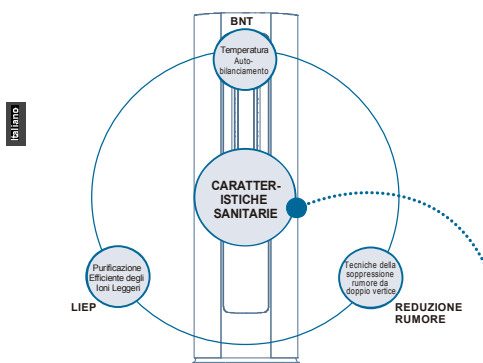 BNT
Temperatura
Auto-
bilanciamento
Italiano
CARATTER-
ISTICHE
SANITARIE
Purificazione
Efficiente degli
Ioni Leggeri
LIEP
Tecniche della
soppressione
rumore da
doppio vertice
REDUZIONE
RUMORE